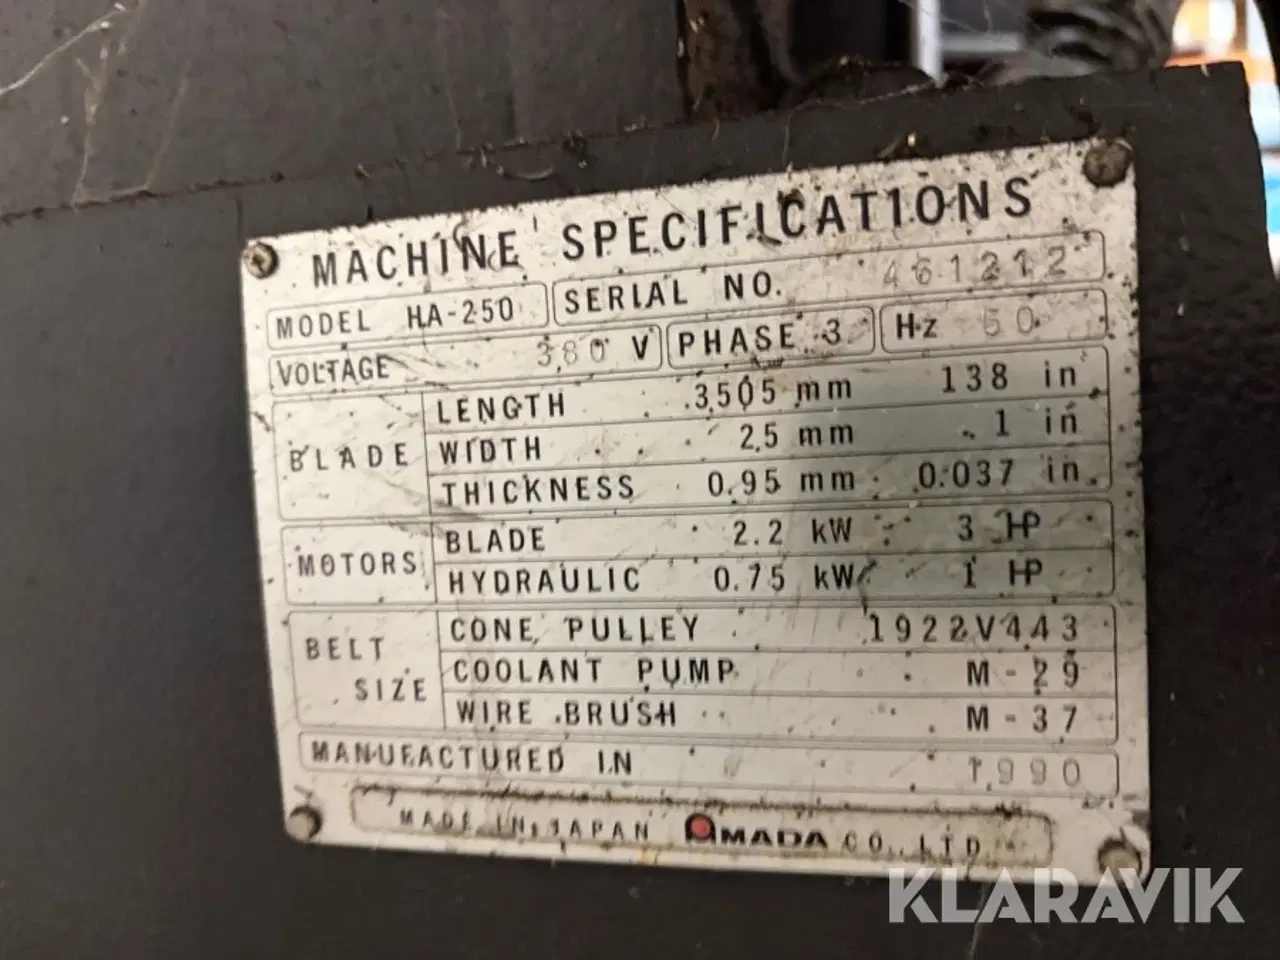 MACHINE SPECIFICATIONS
MODEL HA-250 SERIAL NO. 461212
VOLTAGE 380 V PHASE 3 Hz 50
BLADE
LENGTH 3505 mm 138 in
WIDTH 25 mm 1 in
THICKNESS 0.95 mm 0.037 in
MOTORS
BLADE 2.2 kW 3 HP
HYDRAULIC 0.75 kW 1 HP
BELT SIZE
CONE PULLEY 1922V443
COOLANT PUMP M-29
WIRE BRUSH M-37
MANUFACTURED IN 1990
MADE IN JAPAN AMADA CO., LTD.
KLARAVIK